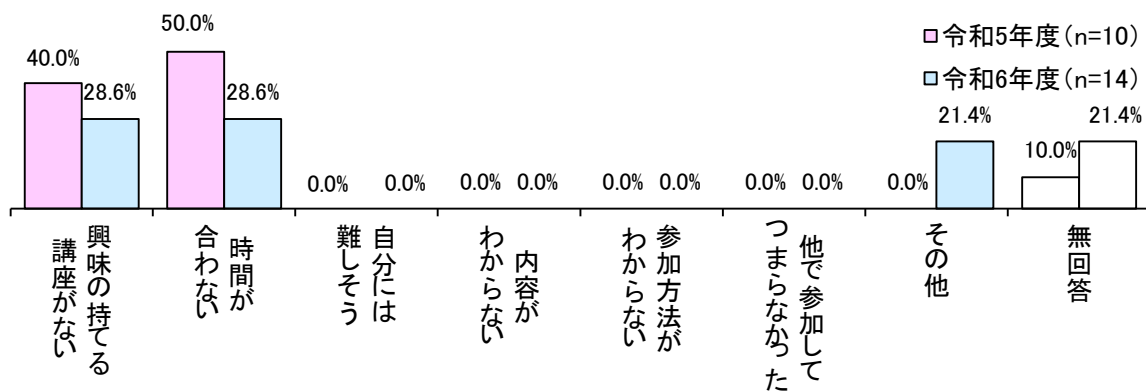 令和5年度（n=10）
令和6年度（n=14）
40.0%
28.6%
50.0%
28.6%
0.0%
0.0%
0.0%
0.0%
0.0%
0.0%
0.0%
0.0%
0.0%
21.4%
10.0%
21.4%
興味の持てる
講座がない
時間が
合わない
自分には
難しそう
内容が
わからない
参加方法が
わからない
他で参加して
つまらなかった
その他
無回答